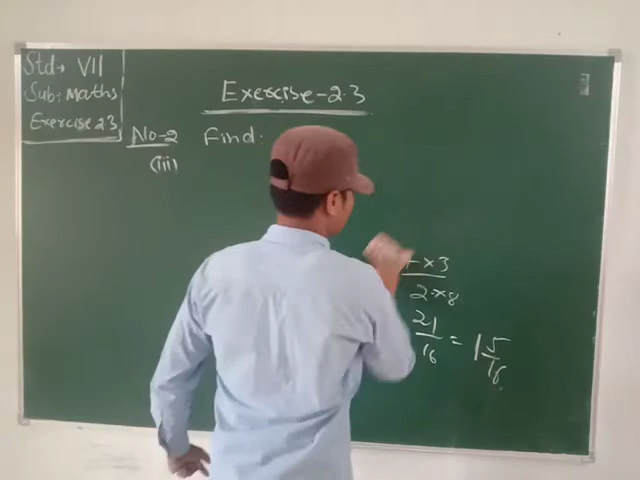 Std → VII
Sub: Maths
Exercise 2.3
Exercise-2.3
No-2 Find:
(iii)
× 3
2 × 8
21/16 = 1 5/16